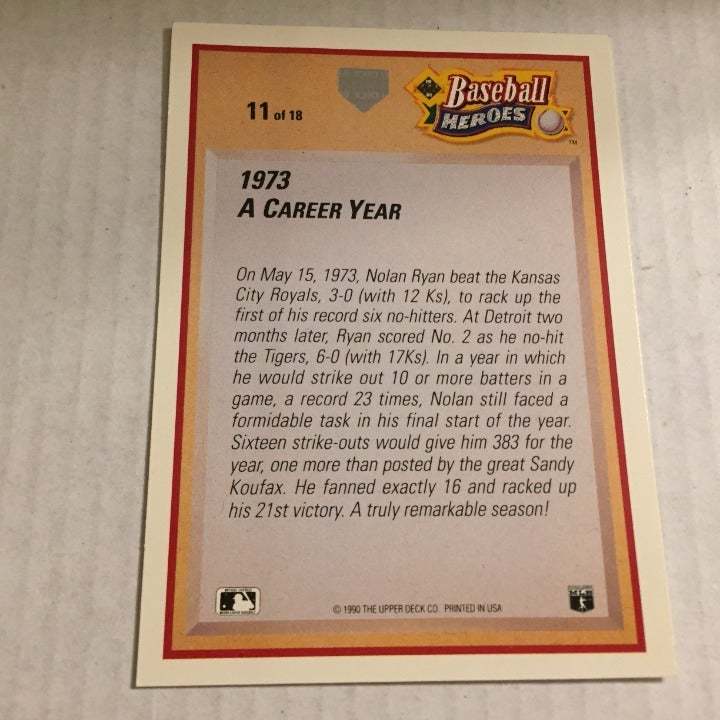 11 of 18
Baseball
HEROES
TM
1973
A CAREER YEAR
On May 15, 1973, Nolan Ryan beat the Kansas
City Royals, 3-0 (with 12 Ks), to rack up the
first of his record six no-hitters. At Detroit two
months later, Ryan scored No. 2 as he no-hit
the Tigers, 6-0 (with 17Ks). In a year in which
he would strike out 10 or more batters in a
game, a record 23 times, Nolan still faced a
formidable task in his final start of the year.
Sixteen strike-outs would give him 383 for the
year, one more than posted by the great Sandy
Koufax. He fanned exactly 16 and racked up
his 21st victory. A truly remarkable season!
© 1990 THE UPPER DECK CO. PRINTED IN USA